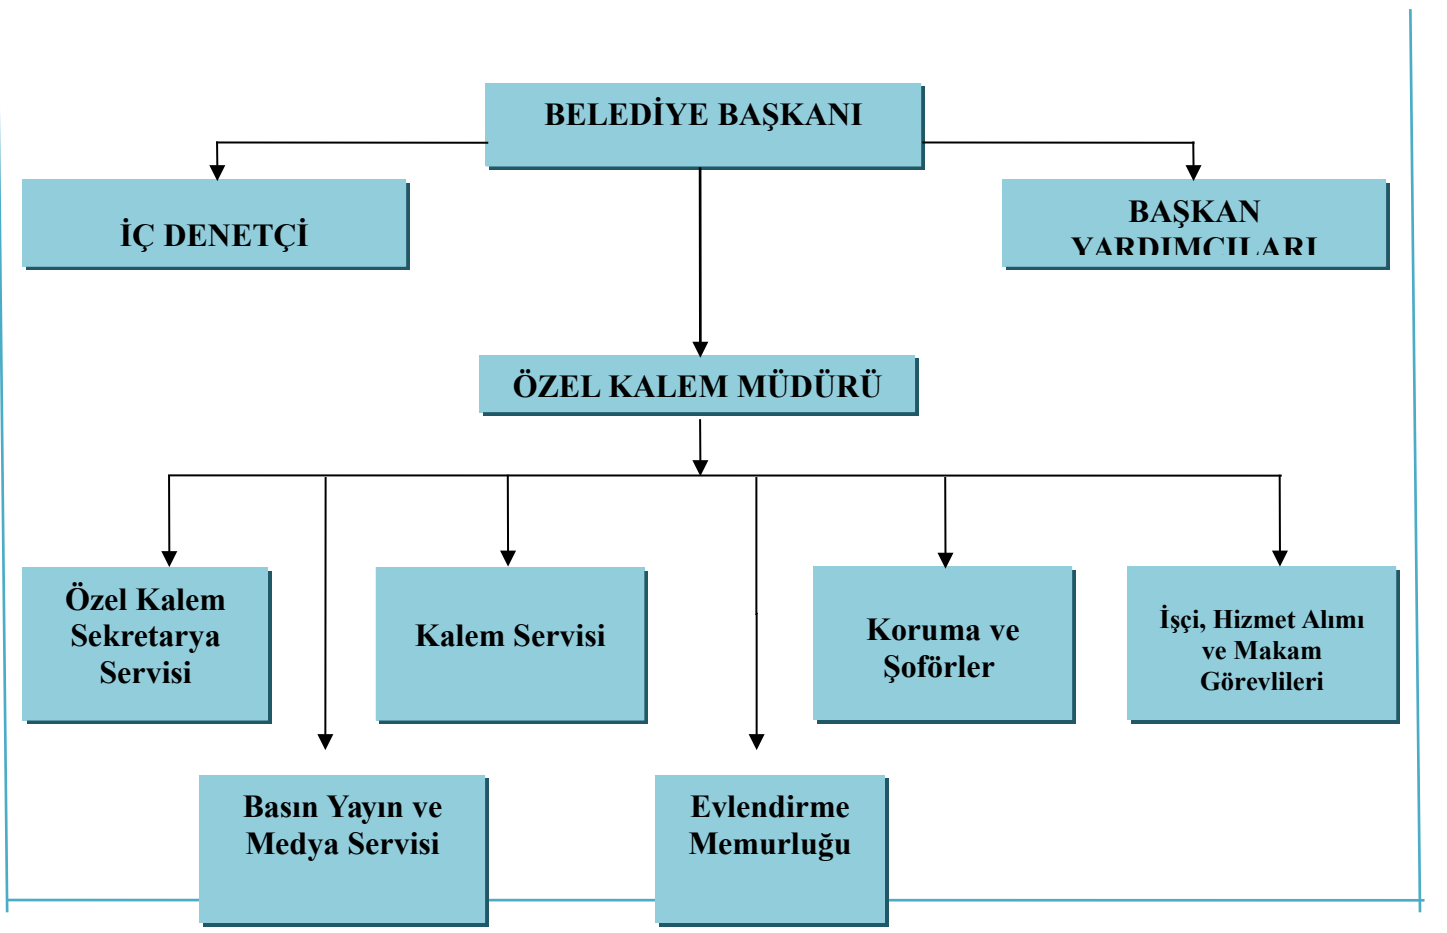 BELEDİYE BAŞKANI
İÇ DENETÇİ
BAŞKAN
YARDIMCILARI
ÖZEL KALEM MÜDÜRÜ
Özel Kalem
Sekretarya
Servisi
Kalem Servisi
Koruma ve
Şoförler
İşçi, Hizmet Alımı
ve Makam
Görevlileri
Basın Yayın ve
Medya Servisi
Evlendirme
Memurluğu